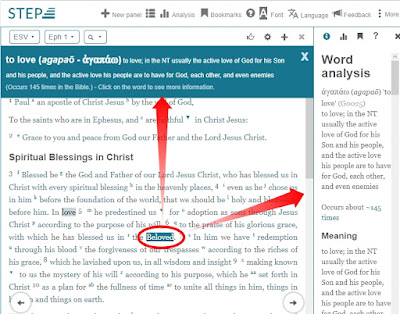 STEP
+ New panel Analysis Bookmarks ? Font Language Feedback More
ESV Eph 1
to love (agapaō - ἀγαπάω) to love; in the NT usually the active love of God for his Son
and his people, and the active love his people are to have for God, each other, and even enemies
(Occurs 145 times in the Bible.) - Click on the word to see more information.
X
1 Paul an apostle of Christ Jesus b by the will of God,
To the saints who are in Ephesus, and are faithful in Christ Jesus:
2 Grace to you and peace from God our Father and the Lord Jesus Christ.
Spiritual Blessings in Christ
3 Blessed be God and Father of our Lord Jesus Christ, who has blessed us in
Christ with every spiritual blessing h in the heavenly places, 4 even as he chose us
in him before the foundation of the world, that we should be holy and
before him. In love 5 he predestined us for adoption as sons through Jesus
Christ according to the purpose of his will, 6 to the praise of his glorious grace,
with which he has blessed us in the Beloved. 7 In him we have redemption
through his blood the forgiveness of our trespasses according to the riches of
his grace, 8 which he lavished upon us, in all wisdom and insight 9 making known
to us the mystery of his will according to his purpose, which he set forth in
Christ 10 as a plan for the fullness of time to unite all things in him, things in
heaven and things on earth.
Word
analysis
ἀγαπάω agapaō 'to
love' (G0025)
to love; in the NT
usually the active
love of God for his
Son and his people,
and the active love
his people are to
have for God, each
other, and even
enemies
Occurs about ~145
times
Meaning
to love; in the NT
usually the active
love of God for his
Son and his people,
and the active love
his people are to
have for God, each